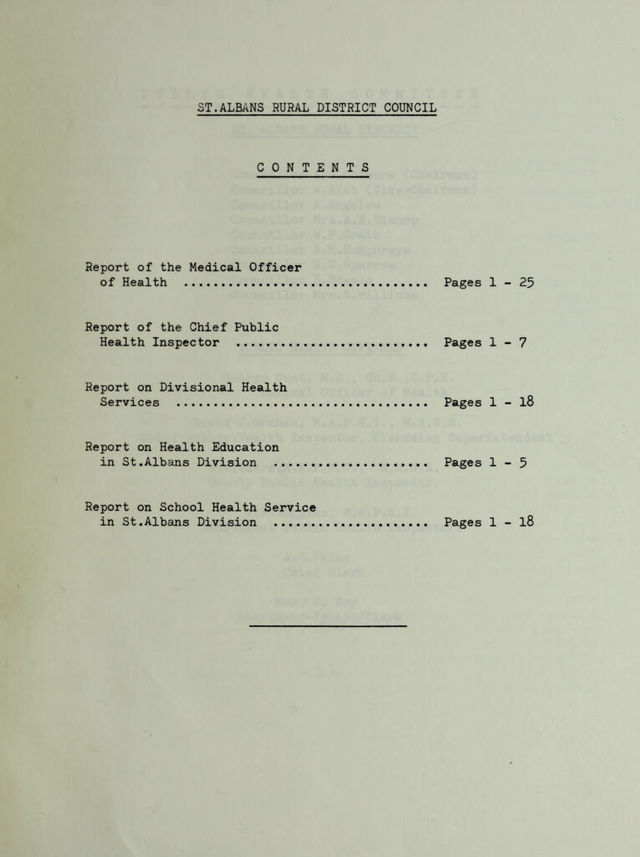 ST.ALBANS RURAL DISTRICT COUNCIL
C O N T E N T S
Report of the Medical Officer
of Health ................................. Pages 1 - 25
Report of the Chief Public
Health Inspector .......................... Pages 1 - 7
Report on Divisional Health
Services .................................. Pages 1 - 18
Report on Health Education
in St.Albans Division ..................... Pages 1 - 5
Report on School Health Service
in St.Albans Division ..................... Pages 1 - 18